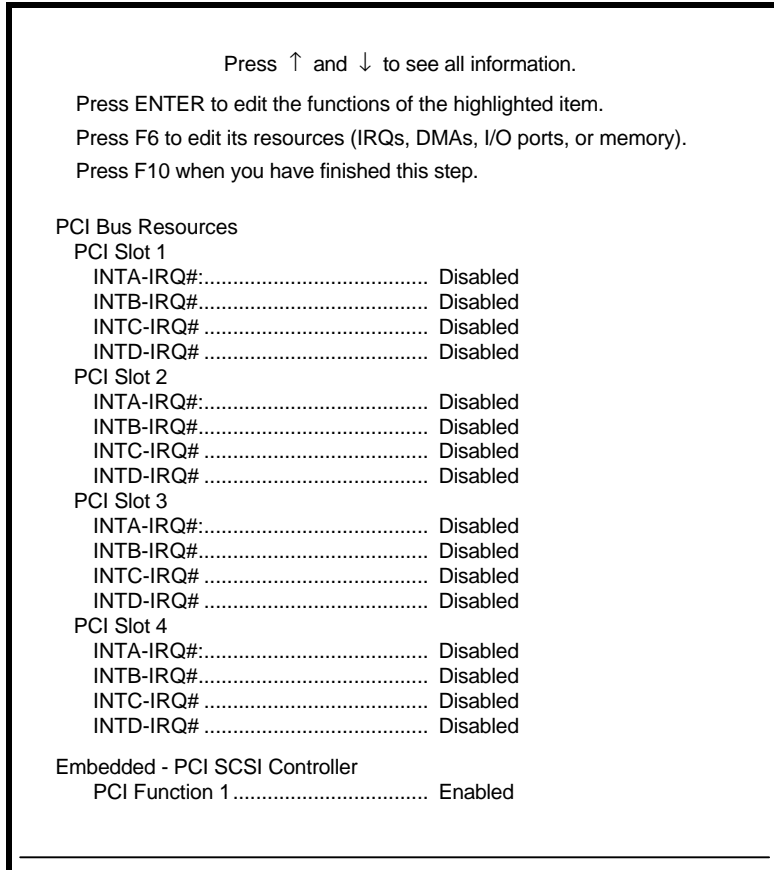 Press ↑ and ↓ to see all information.
Press ENTER to edit the functions of the highlighted item.
Press F6 to edit its resources (IRQs, DMAs, I/O ports, or memory).
Press F10 when you have finished this step.
PCI Bus Resources
PCI Slot 1
INTA-IRQ#:....................................... Disabled
INTB-IRQ#........................................ Disabled
INTC-IRQ# ....................................... Disabled
INTD-IRQ# ....................................... Disabled
PCI Slot 2
INTA-IRQ#:....................................... Disabled
INTB-IRQ#........................................ Disabled
INTC-IRQ# ....................................... Disabled
INTD-IRQ# ....................................... Disabled
PCI Slot 3
INTA-IRQ#:....................................... Disabled
INTB-IRQ#........................................ Disabled
INTC-IRQ# ....................................... Disabled
INTD-IRQ# ....................................... Disabled
PCI Slot 4
INTA-IRQ#:....................................... Disabled
INTB-IRQ#........................................ Disabled
INTC-IRQ# ....................................... Disabled
INTD-IRQ# ....................................... Disabled
Embedded - PCI SCSI Controller
PCI Function 1.................................. Enabled